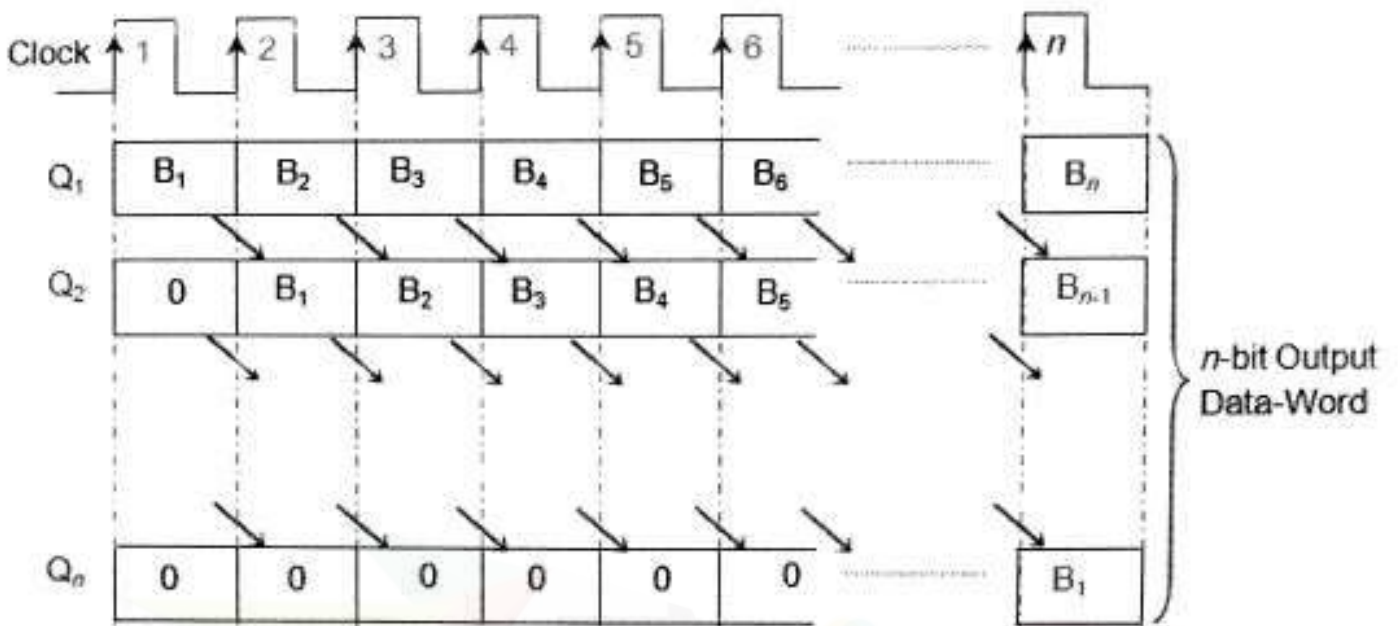 Clock 1 2 3 4 5 6 n
Q₁ B₁ B₂ B₃ B₄ B₅ B₆ Bₙ
Q₂ 0 B₁ B₂ B₃ B₄ B₅ Bₙ₋₁
n-bit Output
Data-Word
Qₙ 0 0 0 0 0 0 B₁